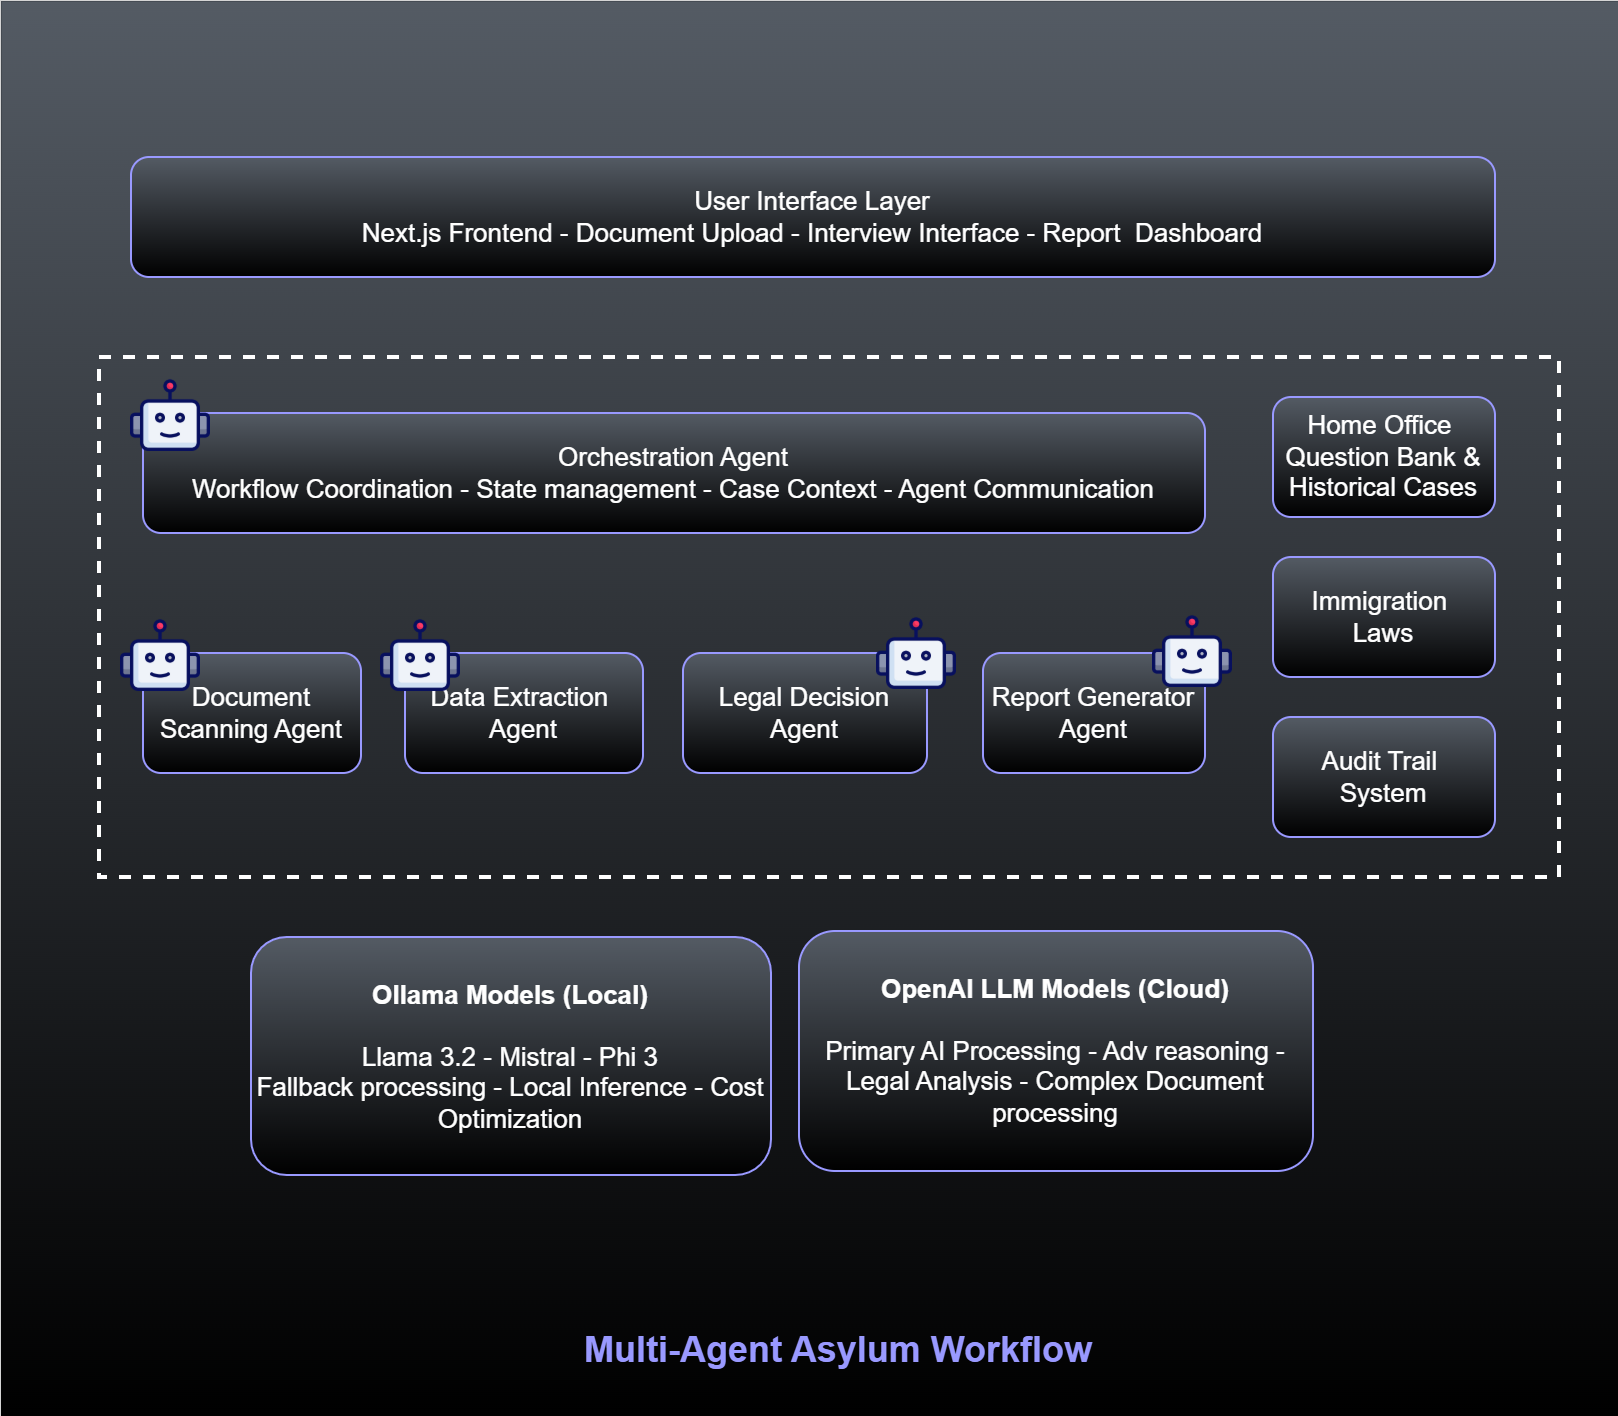 User Interface Layer
Next.js Frontend - Document Upload - Interview Interface - Report  Dashboard
Orchestration Agent
Workflow Coordination - State management - Case Context - Agent Communication
Home Office
Question Bank &
Historical Cases
Immigration
Laws
Document
Scanning Agent
Data Extraction
Agent
Legal Decision
Agent
Report Generator
Agent
Audit Trail
System
Ollama Models (Local)
Llama 3.2 - Mistral - Phi 3
Fallback processing - Local Inference - Cost
Optimization
OpenAI LLM Models (Cloud)
Primary AI Processing - Adv reasoning -
Legal Analysis - Complex Document
processing
Multi-Agent Asylum Workflow